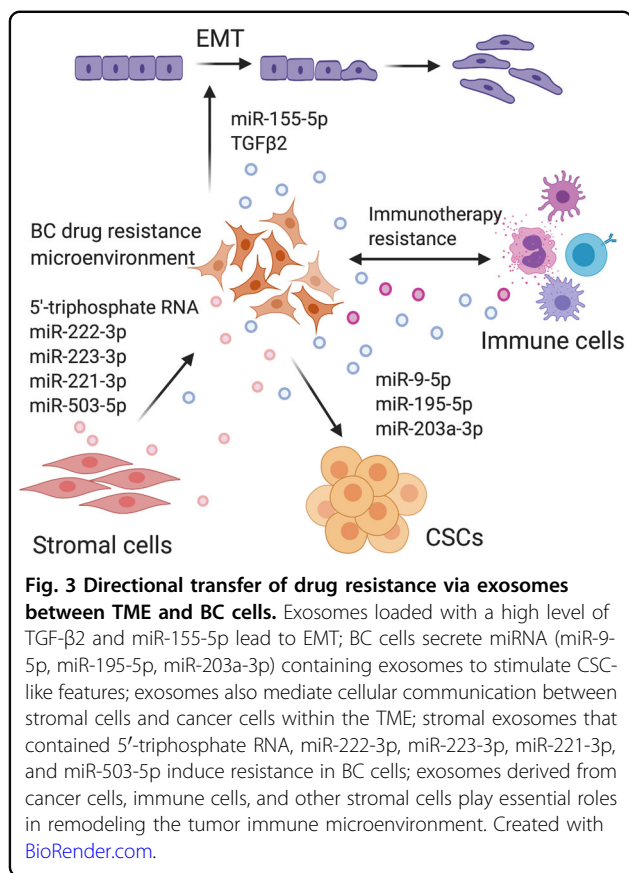 EMT
miR-155-5p
TGFβ2
BC drug resistance
microenvironment
Immunotherapy
resistance
5'-triphosphate RNA
miR-222-3p
miR-223-3p
miR-221-3p
miR-503-5p
Immune cells
miR-9-5p
miR-195-5p
miR-203a-3p
Stromal cells
CSCs
Fig. 3 Directional transfer of drug resistance via exosomes
between TME and BC cells. Exosomes loaded with a high level of
TGF-β2 and miR-155-5p lead to EMT; BC cells secrete miRNA (miR-9-
5p, miR-195-5p, miR-203a-3p) containing exosomes to stimulate CSC-
like features; exosomes also mediate cellular communication between
stromal cells and cancer cells within the TME; stromal exosomes that
contained 5′-triphosphate RNA, miR-222-3p, miR-223-3p, miR-221-3p,
and miR-503-5p induce resistance in BC cells; exosomes derived from
cancer cells, immune cells, and other stromal cells play essential roles
in remodeling the tumor immune microenvironment. Created with
BioRender.com.